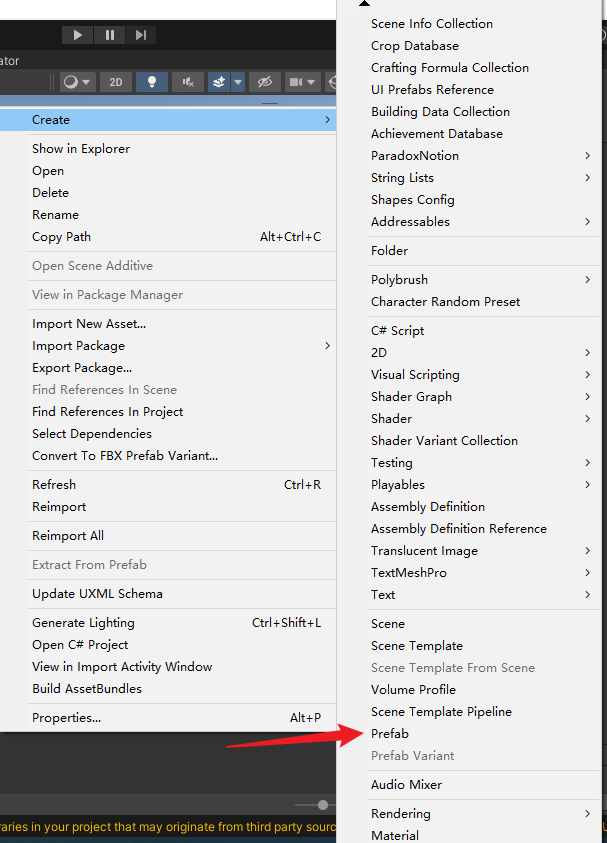 ator
2D
Create
Show in Explorer
Open
Delete
Rename
Copy Path Alt+Ctrl+C
Open Scene Additive
View in Package Manager
Import New Asset...
Import Package
Export Package...
Find References In Scene
Find References In Project
Select Dependencies
Convert To FBX Prefab Variant...
Refresh Ctrl+R
Reimport
Reimport All
Extract From Prefab
Update UXML Schema
Generate Lighting Ctrl+Shift+L
Open C# Project
View in Import Activity Window
Build AssetBundles
Properties... Alt+P
Scene Info Collection
Crop Database
Crafting Formula Collection
UI Prefabs Reference
Building Data Collection
Achievement Database
ParadoxNotion
String Lists
Shapes Config
Addressables
Folder
Polybrush
Character Random Preset
C# Script
2D
Visual Scripting
Shader Graph
Shader
Shader Variant Collection
Testing
Playables
Assembly Definition
Assembly Definition Reference
Translucent Image
TextMeshPro
Text
Scene
Scene Template
Scene Template From Scene
Volume Profile
Scene Template Pipeline
Prefab
Prefab Variant
Audio Mixer
Rendering
Material
raries in your project that may originate from third party sourc